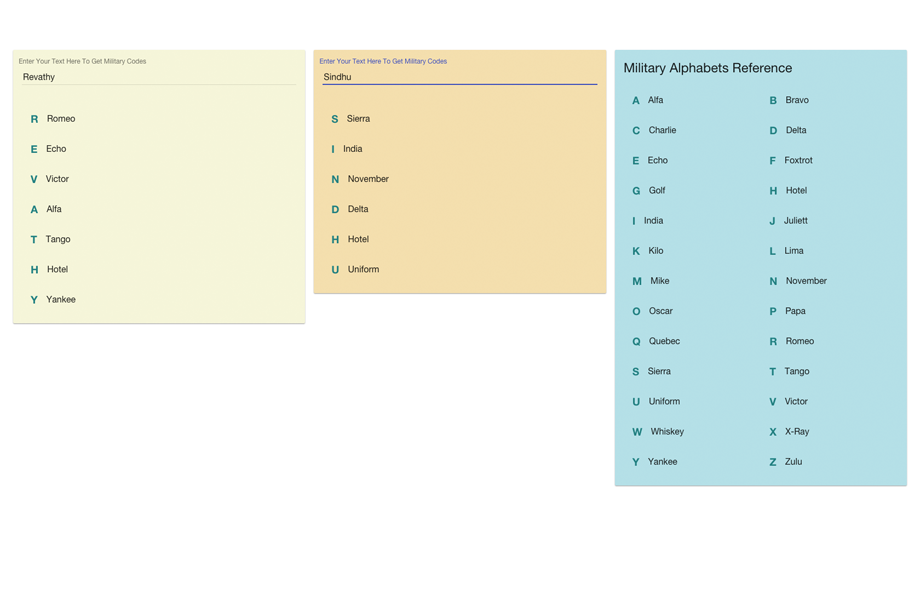 Enter Your Text Here To Get Military Codes
Revathy
R Romeo
E Echo
V Victor
A Alfa
T Tango
H Hotel
Y Yankee
Enter Your Text Here To Get Military Codes
Sindhu
S Sierra
I India
N November
D Delta
H Hotel
U Uniform
Military Alphabets Reference
A Alfa B Bravo
C Charlie D Delta
E Echo F Foxtrot
G Golf H Hotel
I India J Juliett
K Kilo L Lima
M Mike N November
O Oscar P Papa
Q Quebec R Romeo
S Sierra T Tango
U Uniform V Victor
W Whiskey X X-Ray
Y Yankee Z Zulu